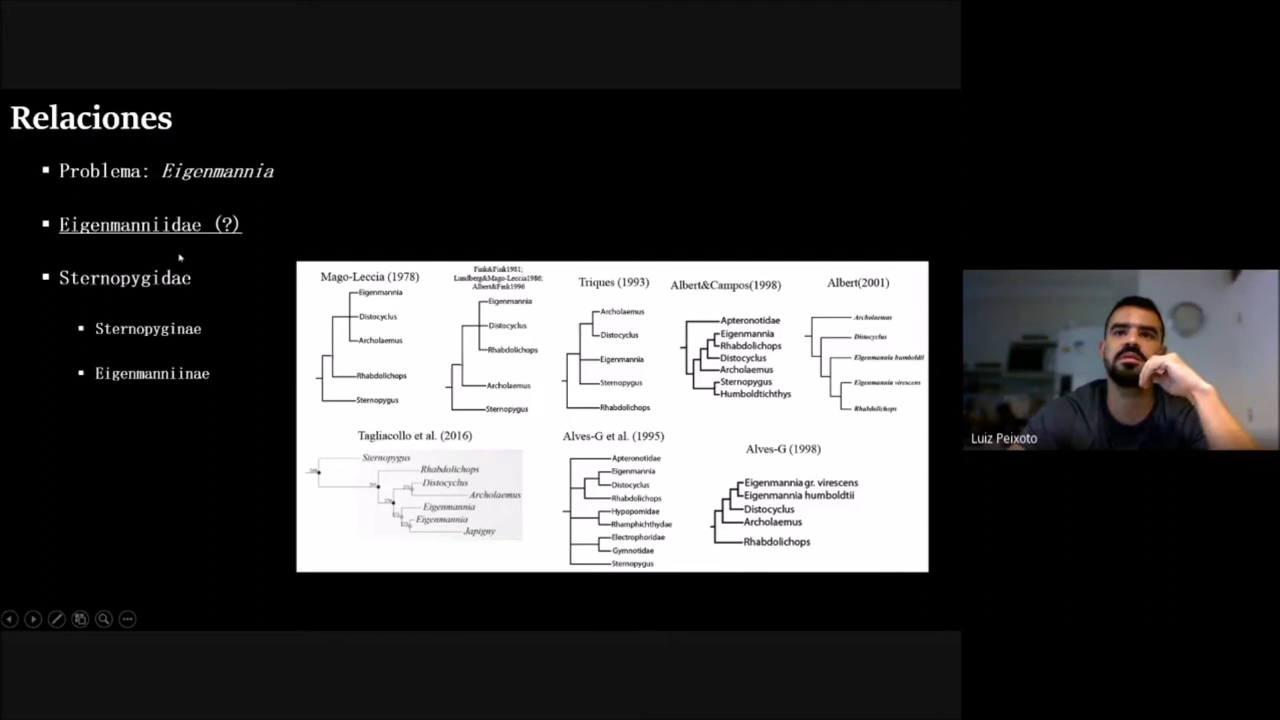 Relaciones
▪ Problema: Eigenmannia
▪ Eigenmanniidae (?)
▪ Sternopygidae
▪ Sternopyginae
▪ Eigenmanniinae
Mago-Leccia (1978)
Eigenmannia
Distocyclus
Archolaemus
Rhabdolichops
Sternopygus
Fink&Fink1981;
Lundberg&Mago-Leccia1986;
Albert&Fink1996
Eigenmannia
Distocyclus
Rhabdolichops
Archolaemus
Sternopygus
Triques (1993)
Archolaemus
Distocyclus
Eigenmannia
Sternopygus
Rhabdolichops
Albert&Campos(1998)
Apteronotidae
Eigenmannia
Rhabdolichops
Distocyclus
Archolaemus
Sternopygus
Humboldtichthys
Albert(2001)
Archolaemus
Distocyclus
Eigenmannia humboldtii
Eigenmannia virescens
Rhabdolichops
Tagliacollo et al. (2016)
Sternopygus
Rhabdolichops
Distocyclus
Archolaemus
Eigenmannia
Eigenmannia
Japigny
Alves-G et al. (1995)
Apteronotidae
Eigenmannia
Distocyclus
Rhabdolichops
Hypopomidae
Rhamphichthydae
Electrophoridae
Gymnotidae
Sternopygus
Alves-G (1998)
Eigenmannia gr. virescens
Eigenmannia humboldtii
Distocyclus
Archolaemus
Rhabdolichops
Luiz Peixoto